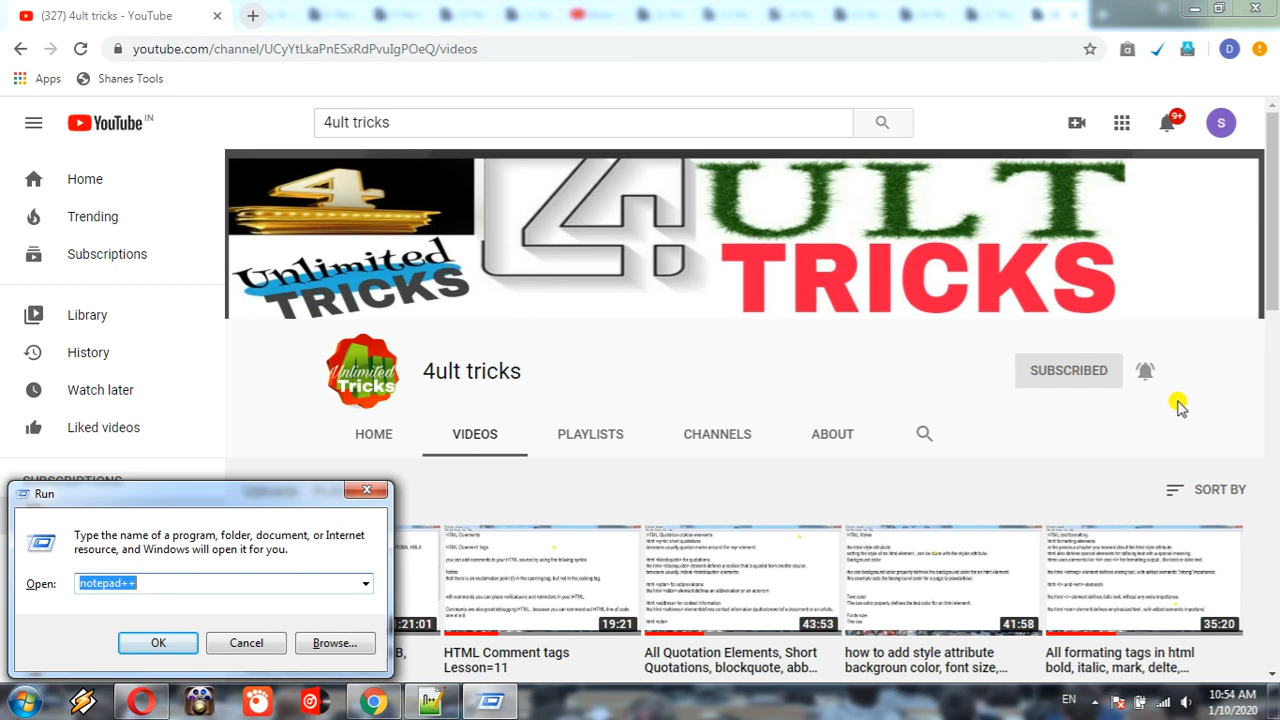 (327) 4ult tricks - YouTube
youtube.com/channel/UCyYtLkaPnESxRdPvuIgPOeQ/videos
Apps
Shanes Tools
YouTube IN
4ult tricks
9+
S
D
Home
Trending
Subscriptions
Library
History
Watch later
Liked videos
SUBSCRIPTIONS
4
Unlimited
TRICKS
4 ULT
TRICKS
Unlimited
Tricks
4ult tricks
SUBSCRIBED
HOME
VIDEOS
PLAYLISTS
CHANNELS
ABOUT
SORT BY
1:21:01
19:21
43:53
41:58
35:20
HTML Comment tags
Lesson=11
All Quotation Elements, Short
Quotations, blockquote, abb...
how to add style attribute
backgroun color, font size,...
All formating tags in html
bold, italic, mark, delte,...
Run
Type the name of a program, folder, document, or Internet
resource, and Windows will open it for you.
Open:
notepad++
OK
Cancel
Browse...
EN
10:54 AM
1/10/2020